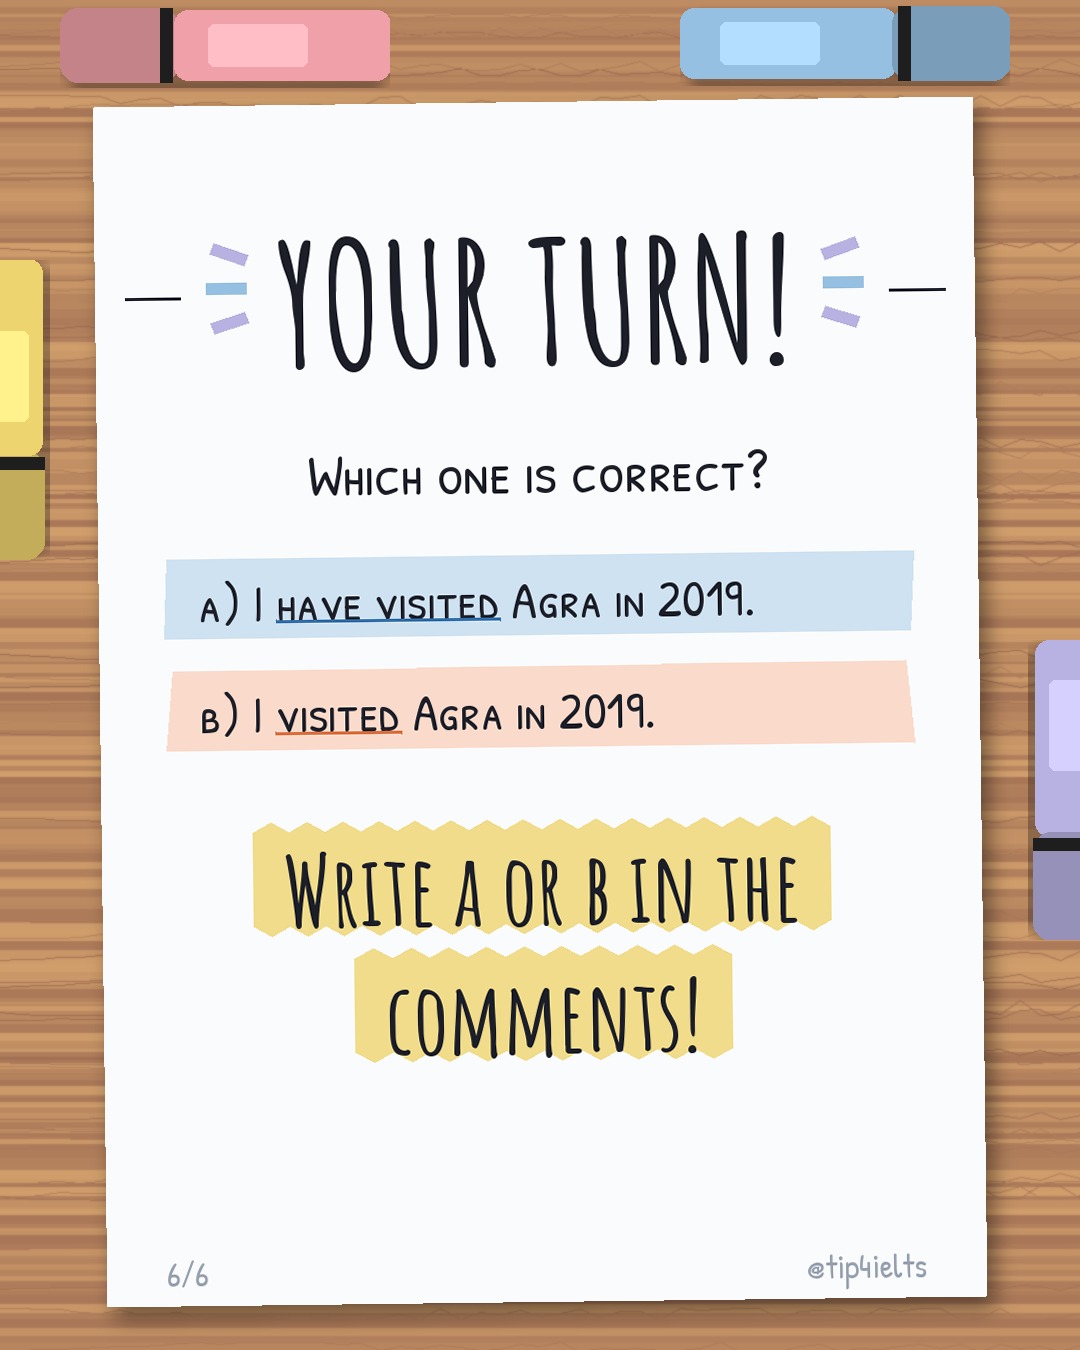 YOUR TURN!
Which one is correct?
A) I have visited Agra in 2019.
B) I visited Agra in 2019.
Write A or B in the
comments!
6/6
@tip4ielts